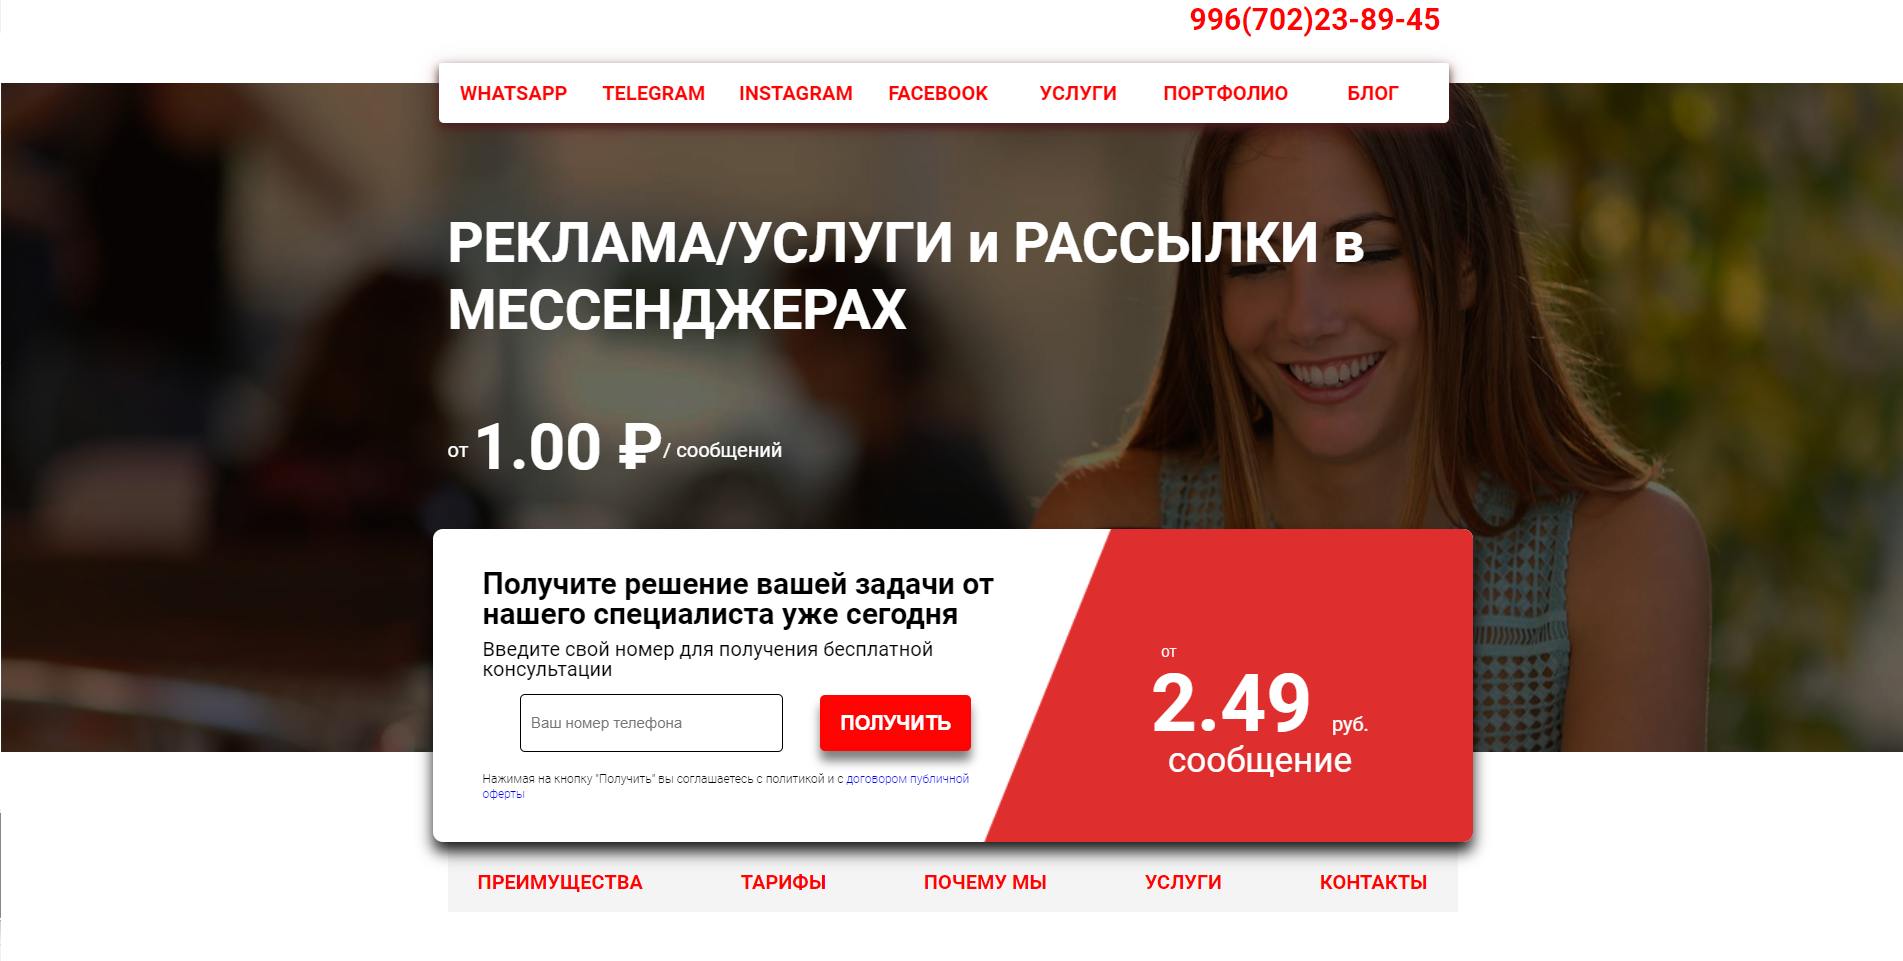 996(702)23-89-45
WHATSAPP TELEGRAM INSTAGRAM FACEBOOK УСЛУГИ ПОРТФОЛИО БЛОГ
РЕКЛАМА/УСЛУГИ и РАССЫЛКИ в
МЕССЕНДЖЕРАХ
от 1.00 ₽/ сообщений
Получите решение вашей задачи от
нашего специалиста уже сегодня
Введите свой номер для получения бесплатной
консультации
Ваш номер телефона
ПОЛУЧИТЬ
Нажимая на кнопку "Получить" вы соглашаетесь с политикой и с договором публичной
оферты
от
2.49 руб.
сообщение
ПРЕИМУЩЕСТВА ТАРИФЫ ПОЧЕМУ МЫ УСЛУГИ КОНТАКТЫ